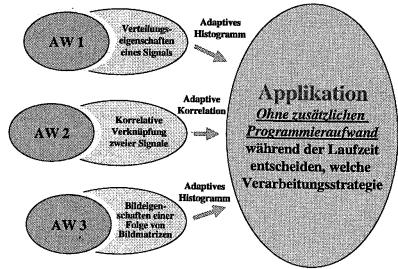 AW 1
Verteilungs-
eigenschaften
eines Signals
Adaptives
Histogramm
AW 2
Korrelative
Verknüpfung
zweier Signale
Adaptive
Korrelation
AW 3
Bildeigen-
schaften einer
Folge von
Bildmatrizen
Adaptives
Histogramm
Applikation
Ohne zusätzlichen
Programmieraufwand
während der Laufzeit
entscheiden, welche
Verarbeitungsstrategie